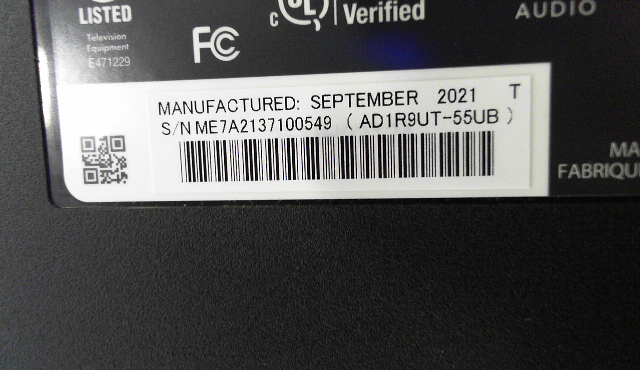 LISTED
Television
Equipment
E471229
FC
c UL
Verified
AUDIO
MANUFACTURED: SEPTEMBER 2021 T
S/N ME7A2137100549 ( AD1R9UT-55UB )
MA
FABRIQU